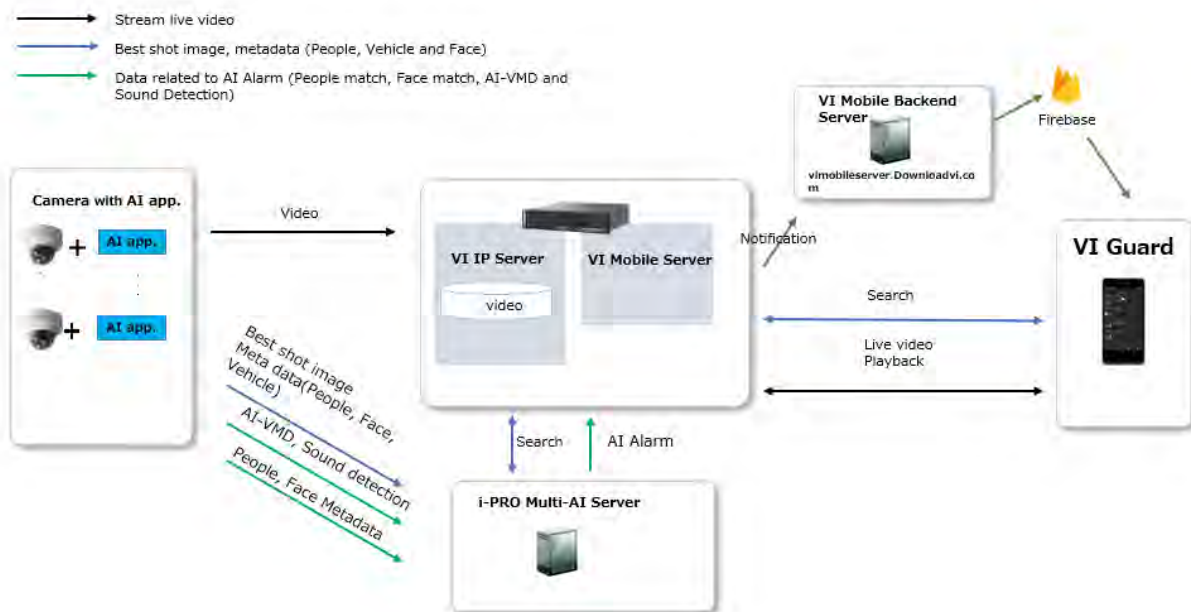 Stream live video
Best shot image, metadata (People, Vehicle and Face)
Data related to AI Alarm (People match, Face match, AI-VMD and
Sound Detection)
VI Mobile Backend
Server
vimobileserver.Downloadvi.co
m
Firebase
Camera with AI app.
+ AI app.
+ AI app.
Video
VI IP Server
video
VI Mobile Server
Notification
VI Guard
Search
Live video
Playback
Best shot image
Meta data(People, Face,
Vehicle)
AI-VMD, Sound detection
People, Face Metadata
Search
AI Alarm
i-PRO Multi-AI Server